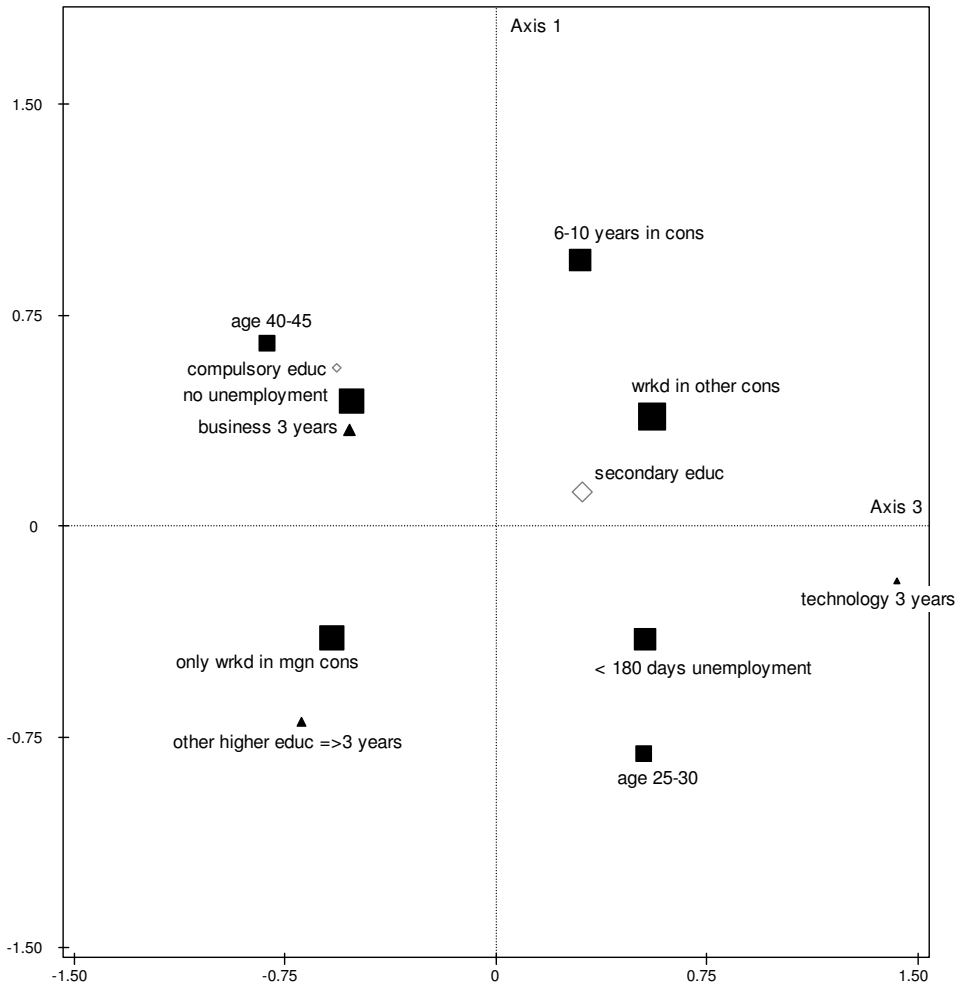 Axis 1
1.50
6-10 years in cons
0.75
age 40-45
compulsory educ
wrkd in other cons
no unemployment
business 3 years
secondary educ
Axis 3
0
technology 3 years
only wrkd in mgn cons
< 180 days unemployment
-0.75
other higher educ =>3 years
age 25-30
-1.50
-1.50 -0.75 0 0.75 1.50